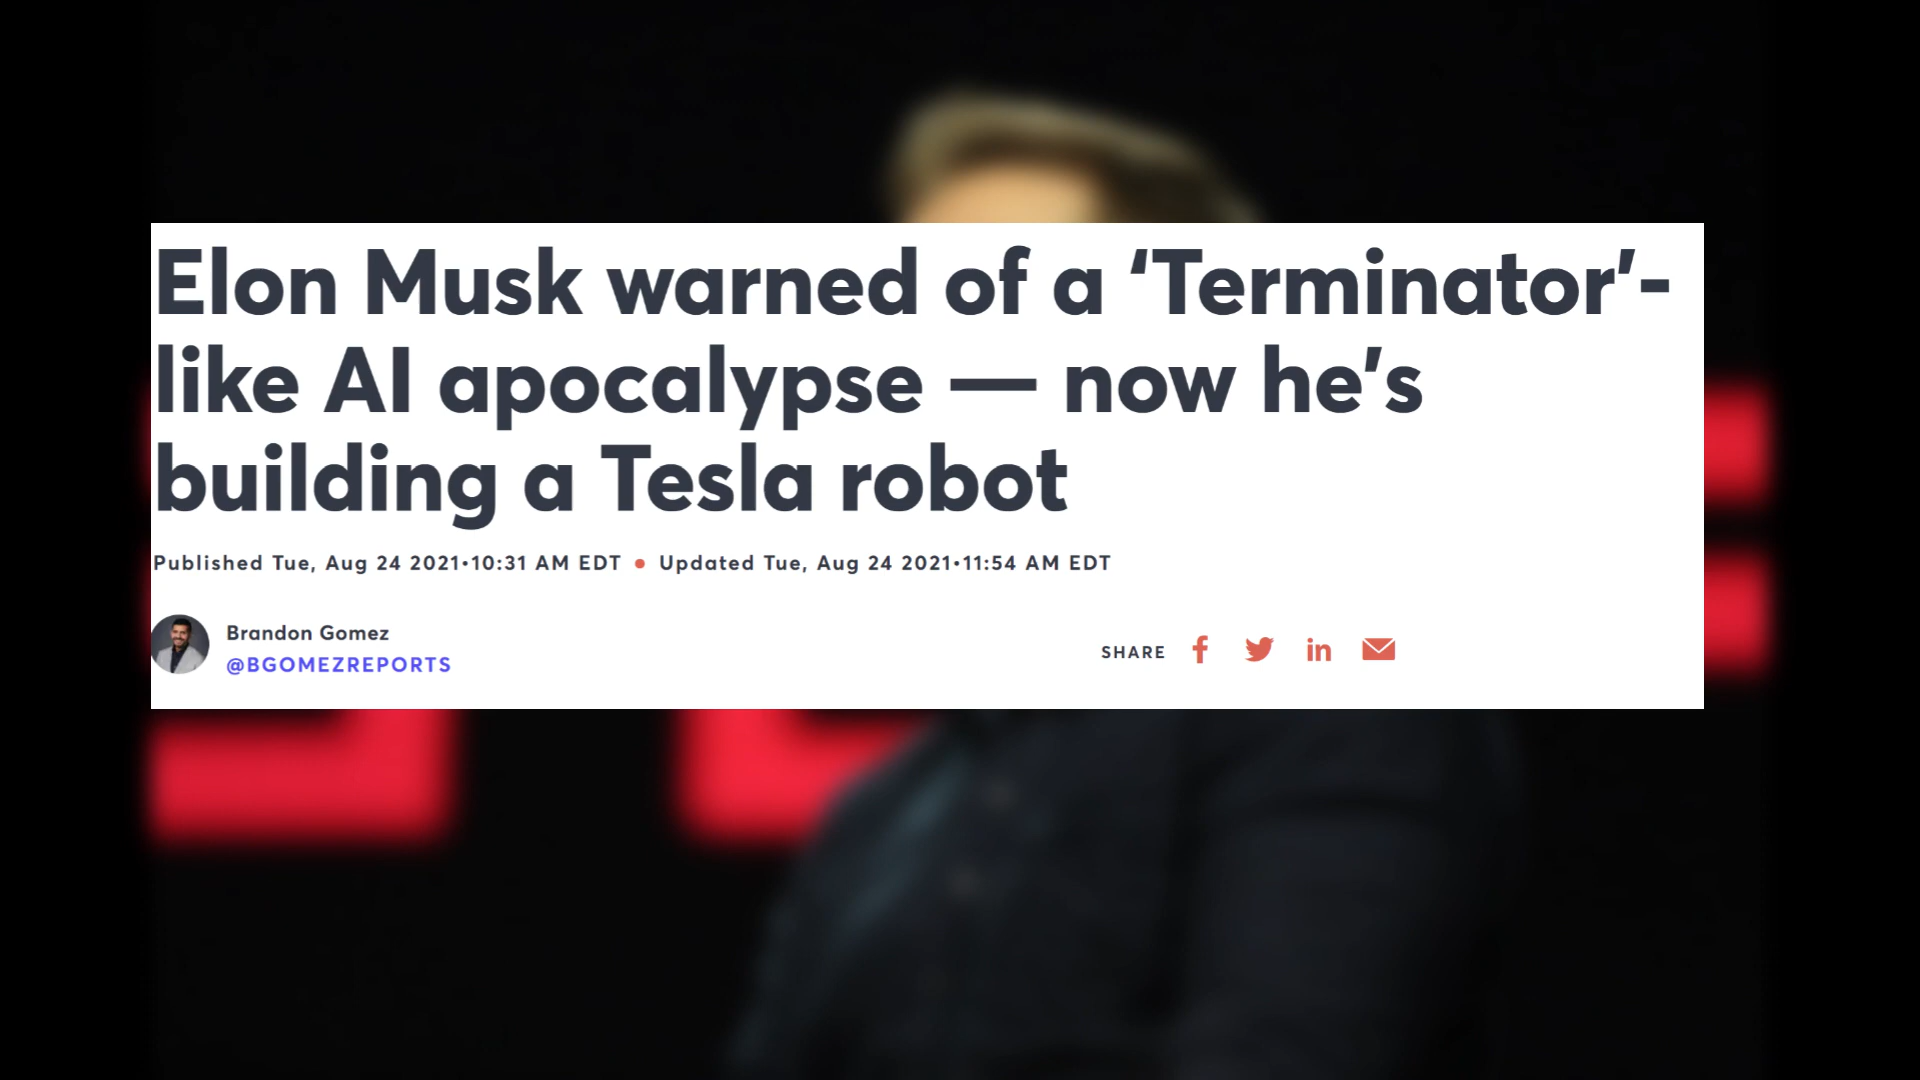 Elon Musk warned of a ‘Terminator’-
like AI apocalypse — now he’s
building a Tesla robot
Published Tue, Aug 24 2021•10:31 AM EDT • Updated Tue, Aug 24 2021•11:54 AM EDT
Brandon Gomez
@BGOMEZREPORTS
SHARE